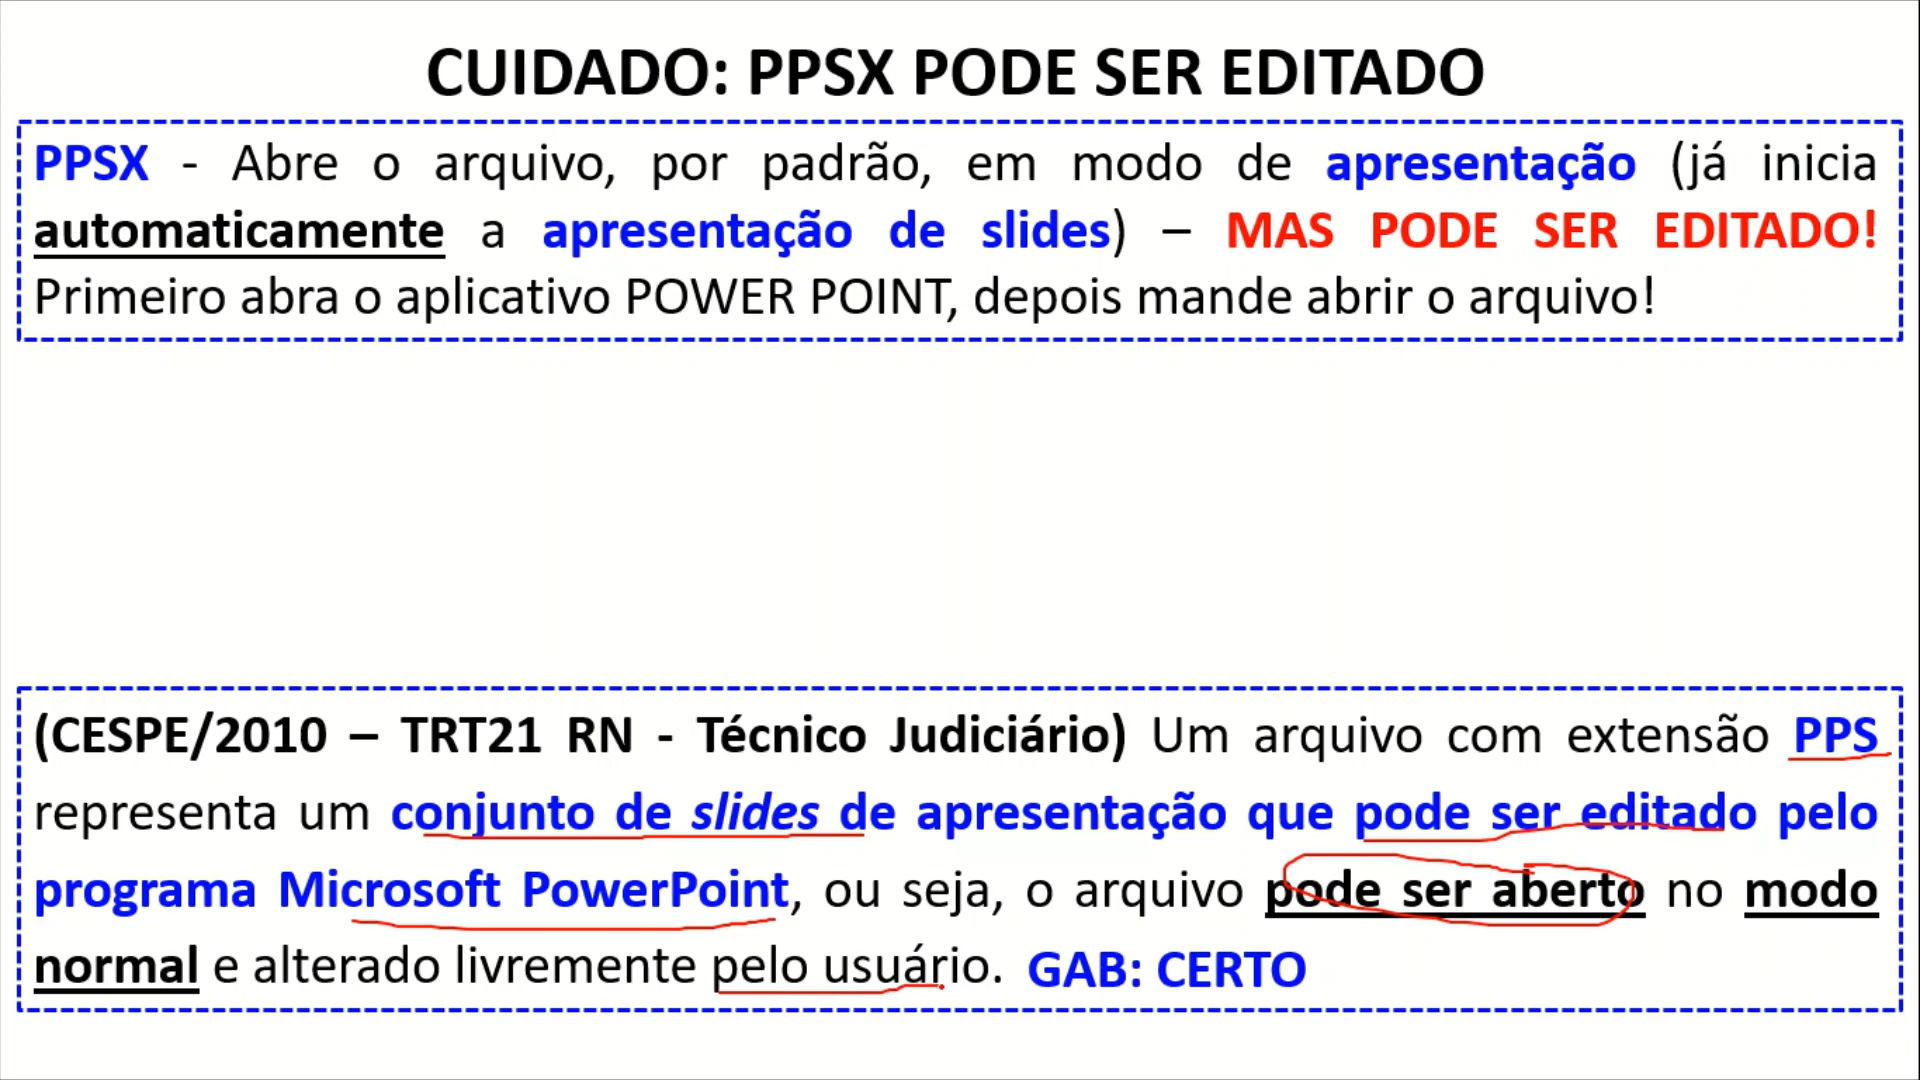 CUIDADO: PPSX PODE SER EDITADO
PPSX - Abre o arquivo, por padrão, em modo de apresentação (já inicia
automaticamente a apresentação de slides) – MAS PODE SER EDITADO!
Primeiro abra o aplicativo POWER POINT, depois mande abrir o arquivo!
(CESPE/2010 – TRT21 RN - Técnico Judiciário) Um arquivo com extensão PPS
representa um conjunto de slides de apresentação que pode ser editado pelo
programa Microsoft PowerPoint, ou seja, o arquivo pode ser aberto no modo
normal e alterado livremente pelo usuário. GAB: CERTO